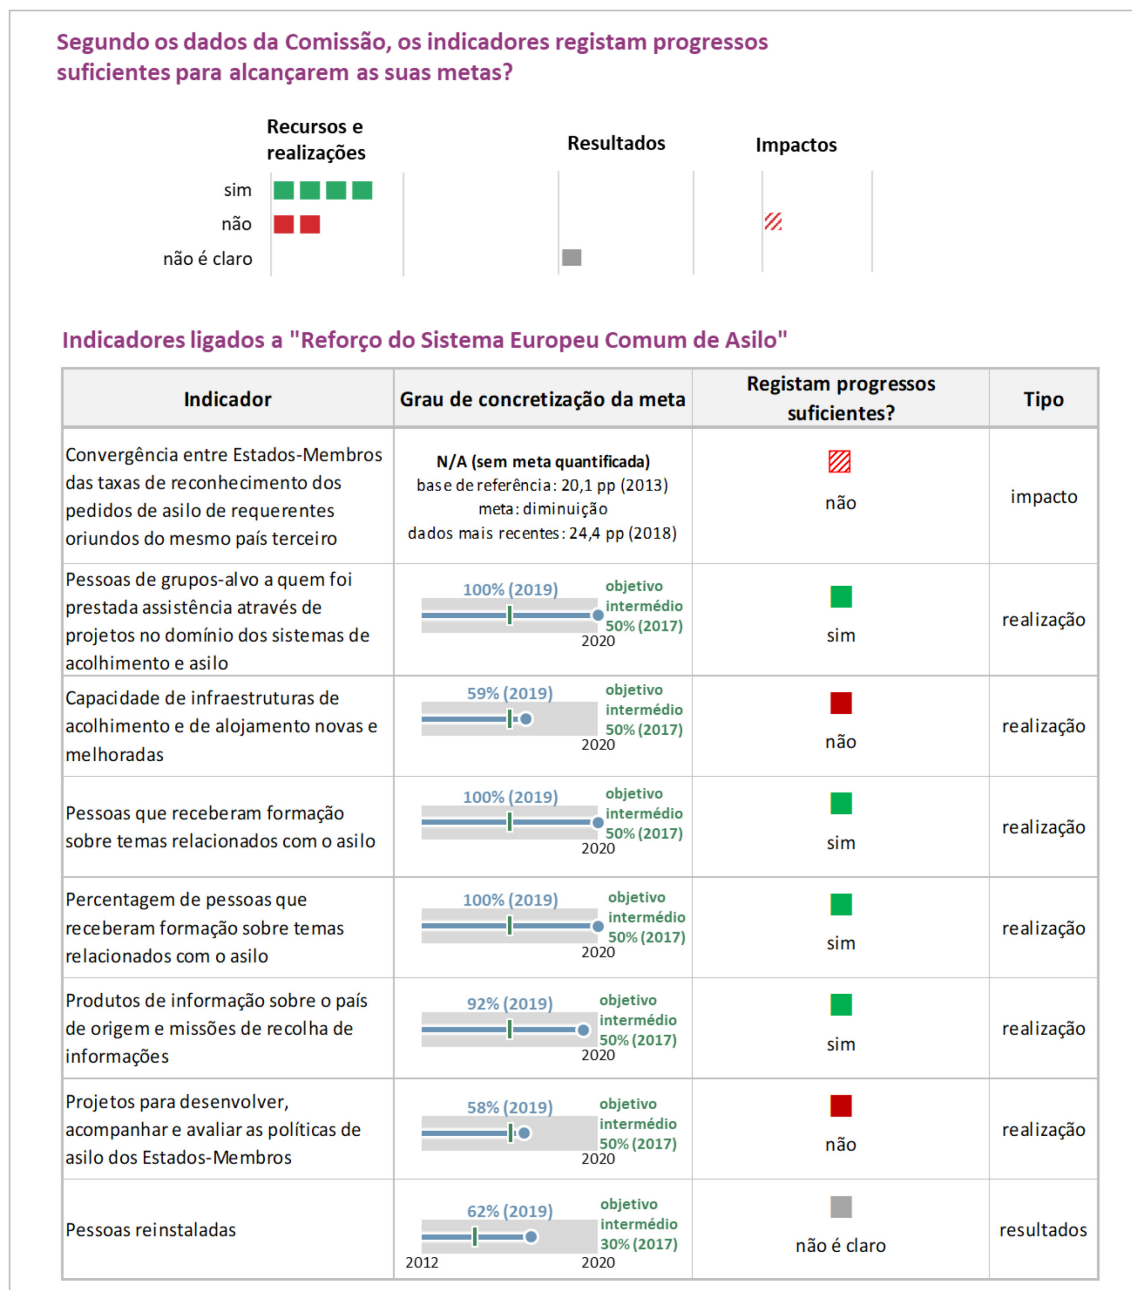 Segundo os dados da Comissão, os indicadores registam progressos
suficientes para alcançarem as suas metas?
Recursos e
realizações
Resultados
Impactos
sim
não
não é claro
Indicadores ligados a "Reforço do Sistema Europeu Comum de Asilo"
Indicador
Grau de concretização da meta
Registam progressos
suficientes?
Tipo
Convergência entre Estados-Membros
das taxas de reconhecimento dos
pedidos de asilo de requerentes
oriundos do mesmo país terceiro
N/A (sem meta quantificada)
base de referência: 20,1 pp (2013)
meta: diminuição
dados mais recentes: 24,4 pp (2018)
não
impacto
Pessoas de grupos-alvo a quem foi
prestada assistência através de
projetos no domínio dos sistemas de
acolhimento e asilo
100% (2019)
objetivo
intermédio
50% (2017)
2020
sim
realização
Capacidade de infraestruturas de
acolhimento e de alojamento novas e
melhoradas
59% (2019)
objetivo
intermédio
50% (2017)
2020
não
realização
Pessoas que receberam formação
sobre temas relacionados com o asilo
100% (2019)
objetivo
intermédio
50% (2017)
2020
sim
realização
Percentagem de pessoas que
receberam formação sobre temas
relacionados com o asilo
100% (2019)
objetivo
intermédio
50% (2017)
2020
sim
realização
Produtos de informação sobre o país
de origem e missões de recolha de
informações
92% (2019)
objetivo
intermédio
50% (2017)
2020
sim
realização
Projetos para desenvolver,
acompanhar e avaliar as políticas de
asilo dos Estados-Membros
58% (2019)
objetivo
intermédio
50% (2017)
2020
não
realização
Pessoas reinstaladas
62% (2019)
objetivo
intermédio
30% (2017)
2012
2020
não é claro
resultados